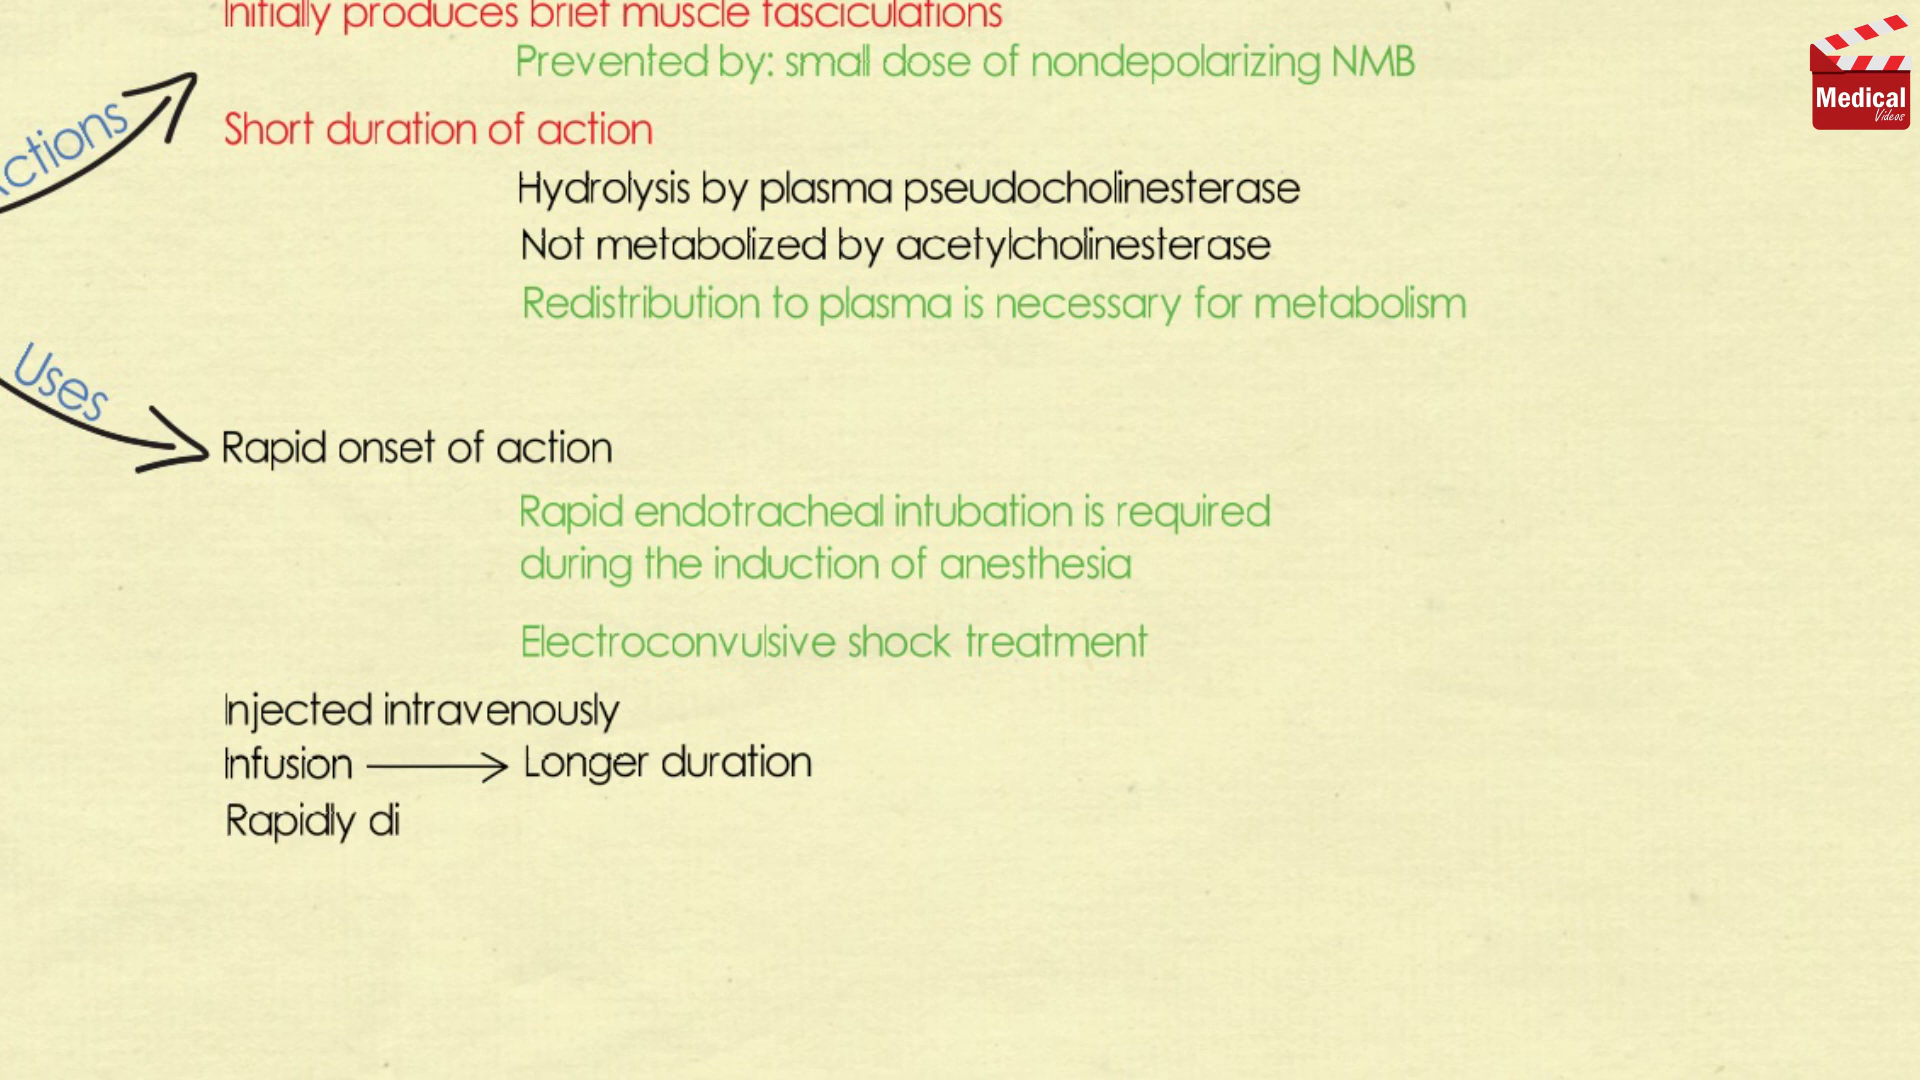 Initially produces brief muscle fasciculations
Prevented by: small dose of nondepolarizing NMB
Short duration of action
Hydrolysis by plasma pseudocholinesterase
Not metabolized by acetylcholinesterase
Redistribution to plasma is necessary for metabolism
ctions
Uses
Rapid onset of action
Rapid endotracheal intubation is required
during the induction of anesthesia
Electroconvulsive shock treatment
Injected intravenously
Infusion → Longer duration
Rapidly di
Medical
Videos